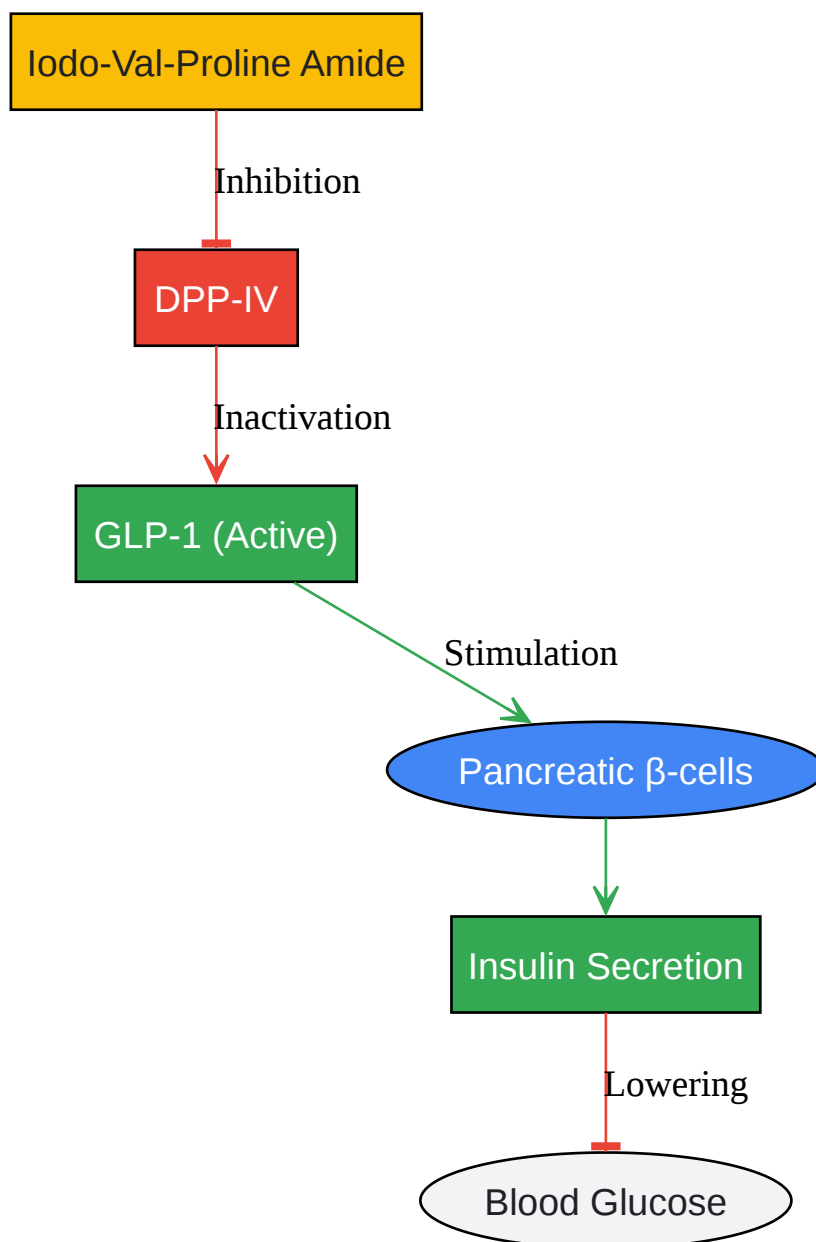 Iodo-Val-Proline Amide
Inhibition
DPP-IV
Inactivation
GLP-1 (Active)
Stimulation
Pancreatic β-cells
Insulin Secretion
Lowering
Blood Glucose